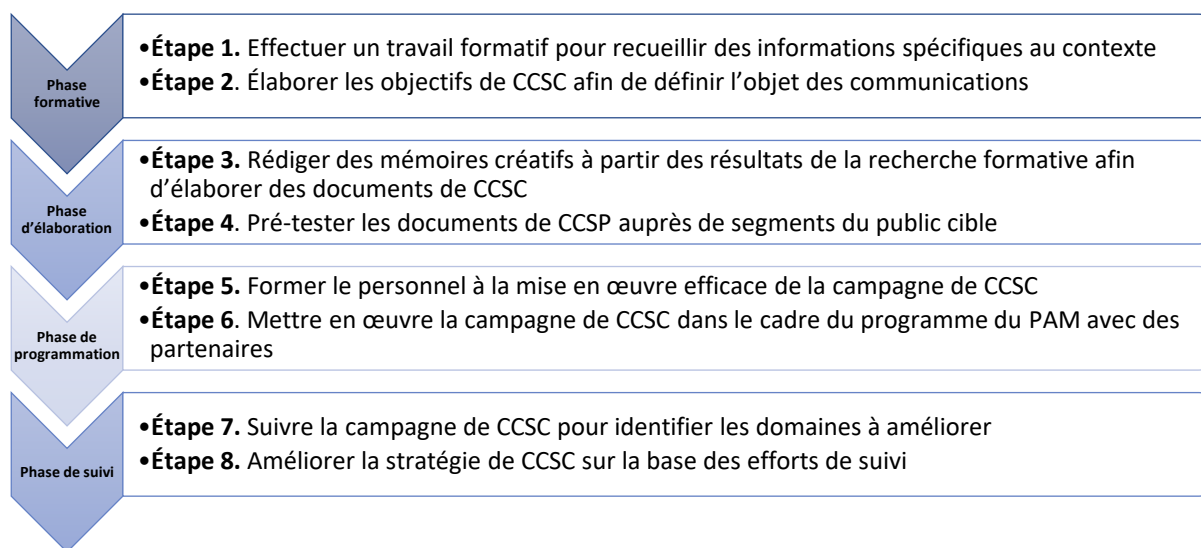 Phase
formative
•Étape 1. Effectuer un travail formatif pour recueillir des informations spécifiques au contexte
•Étape 2. Élaborer les objectifs de CCSC afin de définir l’objet des communications
Phase
d’élaboration
•Étape 3. Rédiger des mémoires créatifs à partir des résultats de la recherche formative afin
d’élaborer des documents de CCSC
•Étape 4. Pré-tester les documents de CCSP auprès de segments du public cible
Phase de
programmation
•Étape 5. Former le personnel à la mise en œuvre efficace de la campagne de CCSC
•Étape 6. Mettre en œuvre la campagne de CCSC dans le cadre du programme du PAM avec des
partenaires
Phase de suivi
•Étape 7. Suivre la campagne de CCSC pour identifier les domaines à améliorer
•Étape 8. Améliorer la stratégie de CCSC sur la base des efforts de suivi